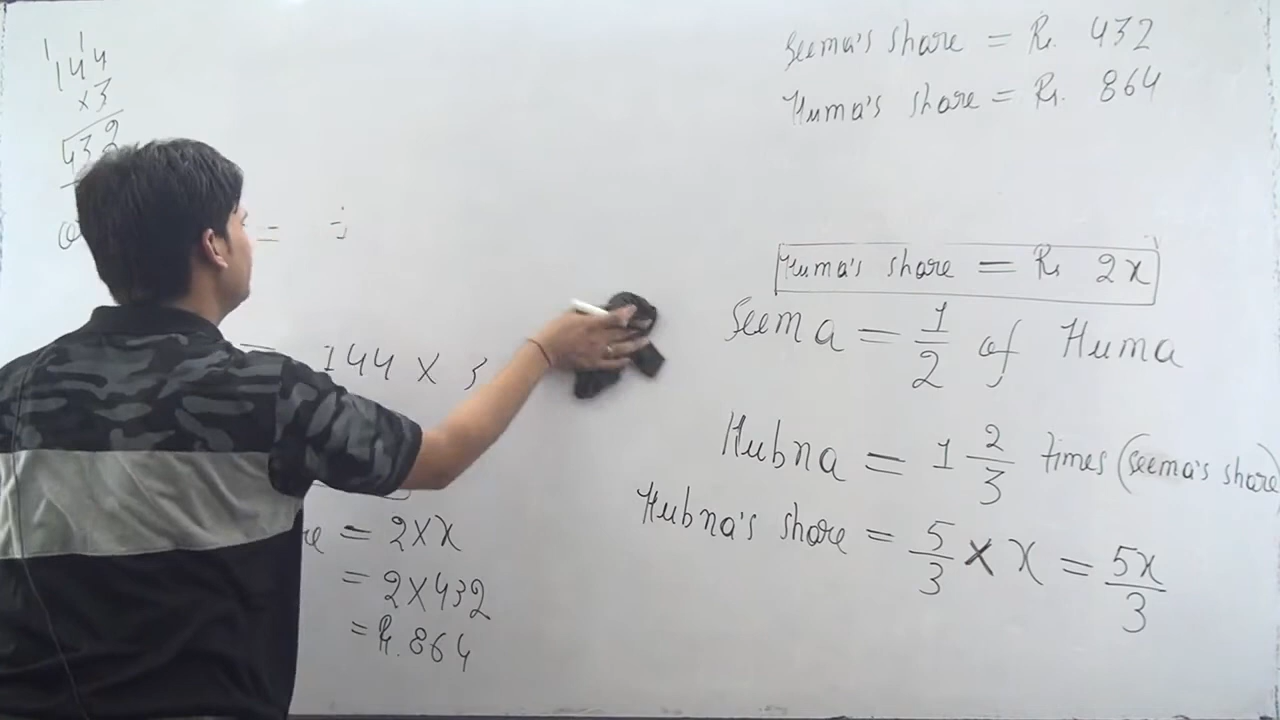 144
×3
432
=
= 144 × 3
= 2×x
= 2×432
= Rs. 864
Seema's share = Rs. 432
Huma's share = Rs. 864
Huma's share = Rs 2x
Seema = 1/2 of Huma
Hubna = 1 2/3 times (Seema's share)
Hubna's share = 5/3 × x = 5x/3